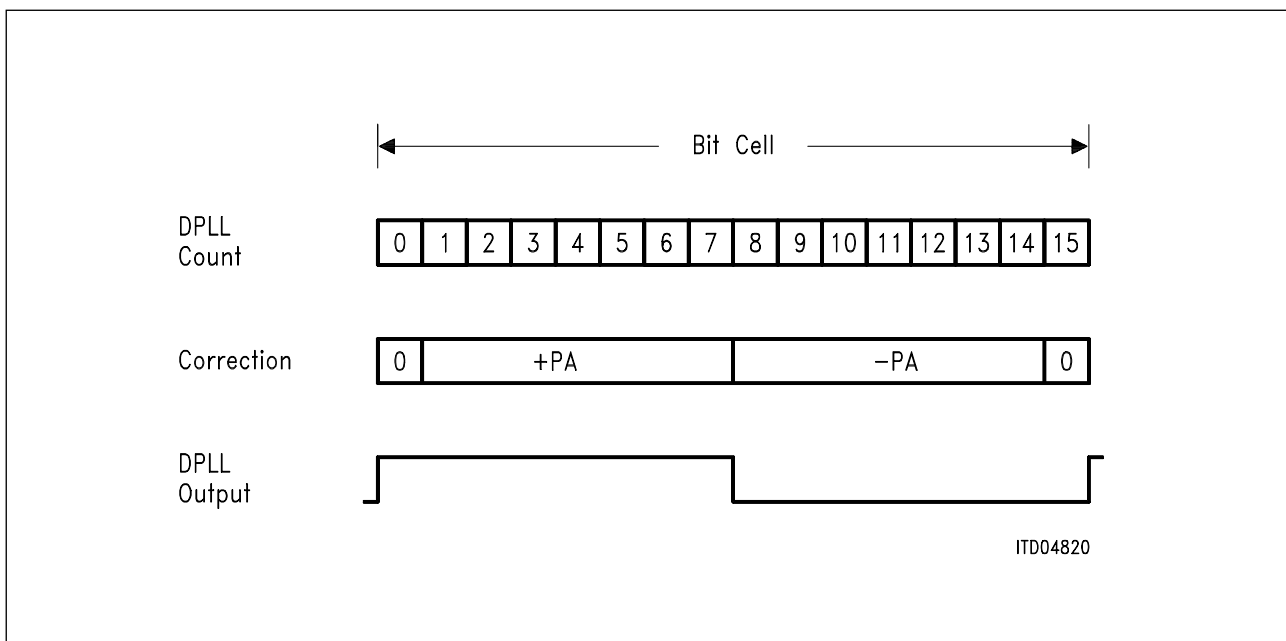 Bit Cell
DPLL
Count
0 1 2 3 4 5 6 7 8 9 10 11 12 13 14 15
Correction
0 +PA -PA 0
DPLL
Output
ITD04820